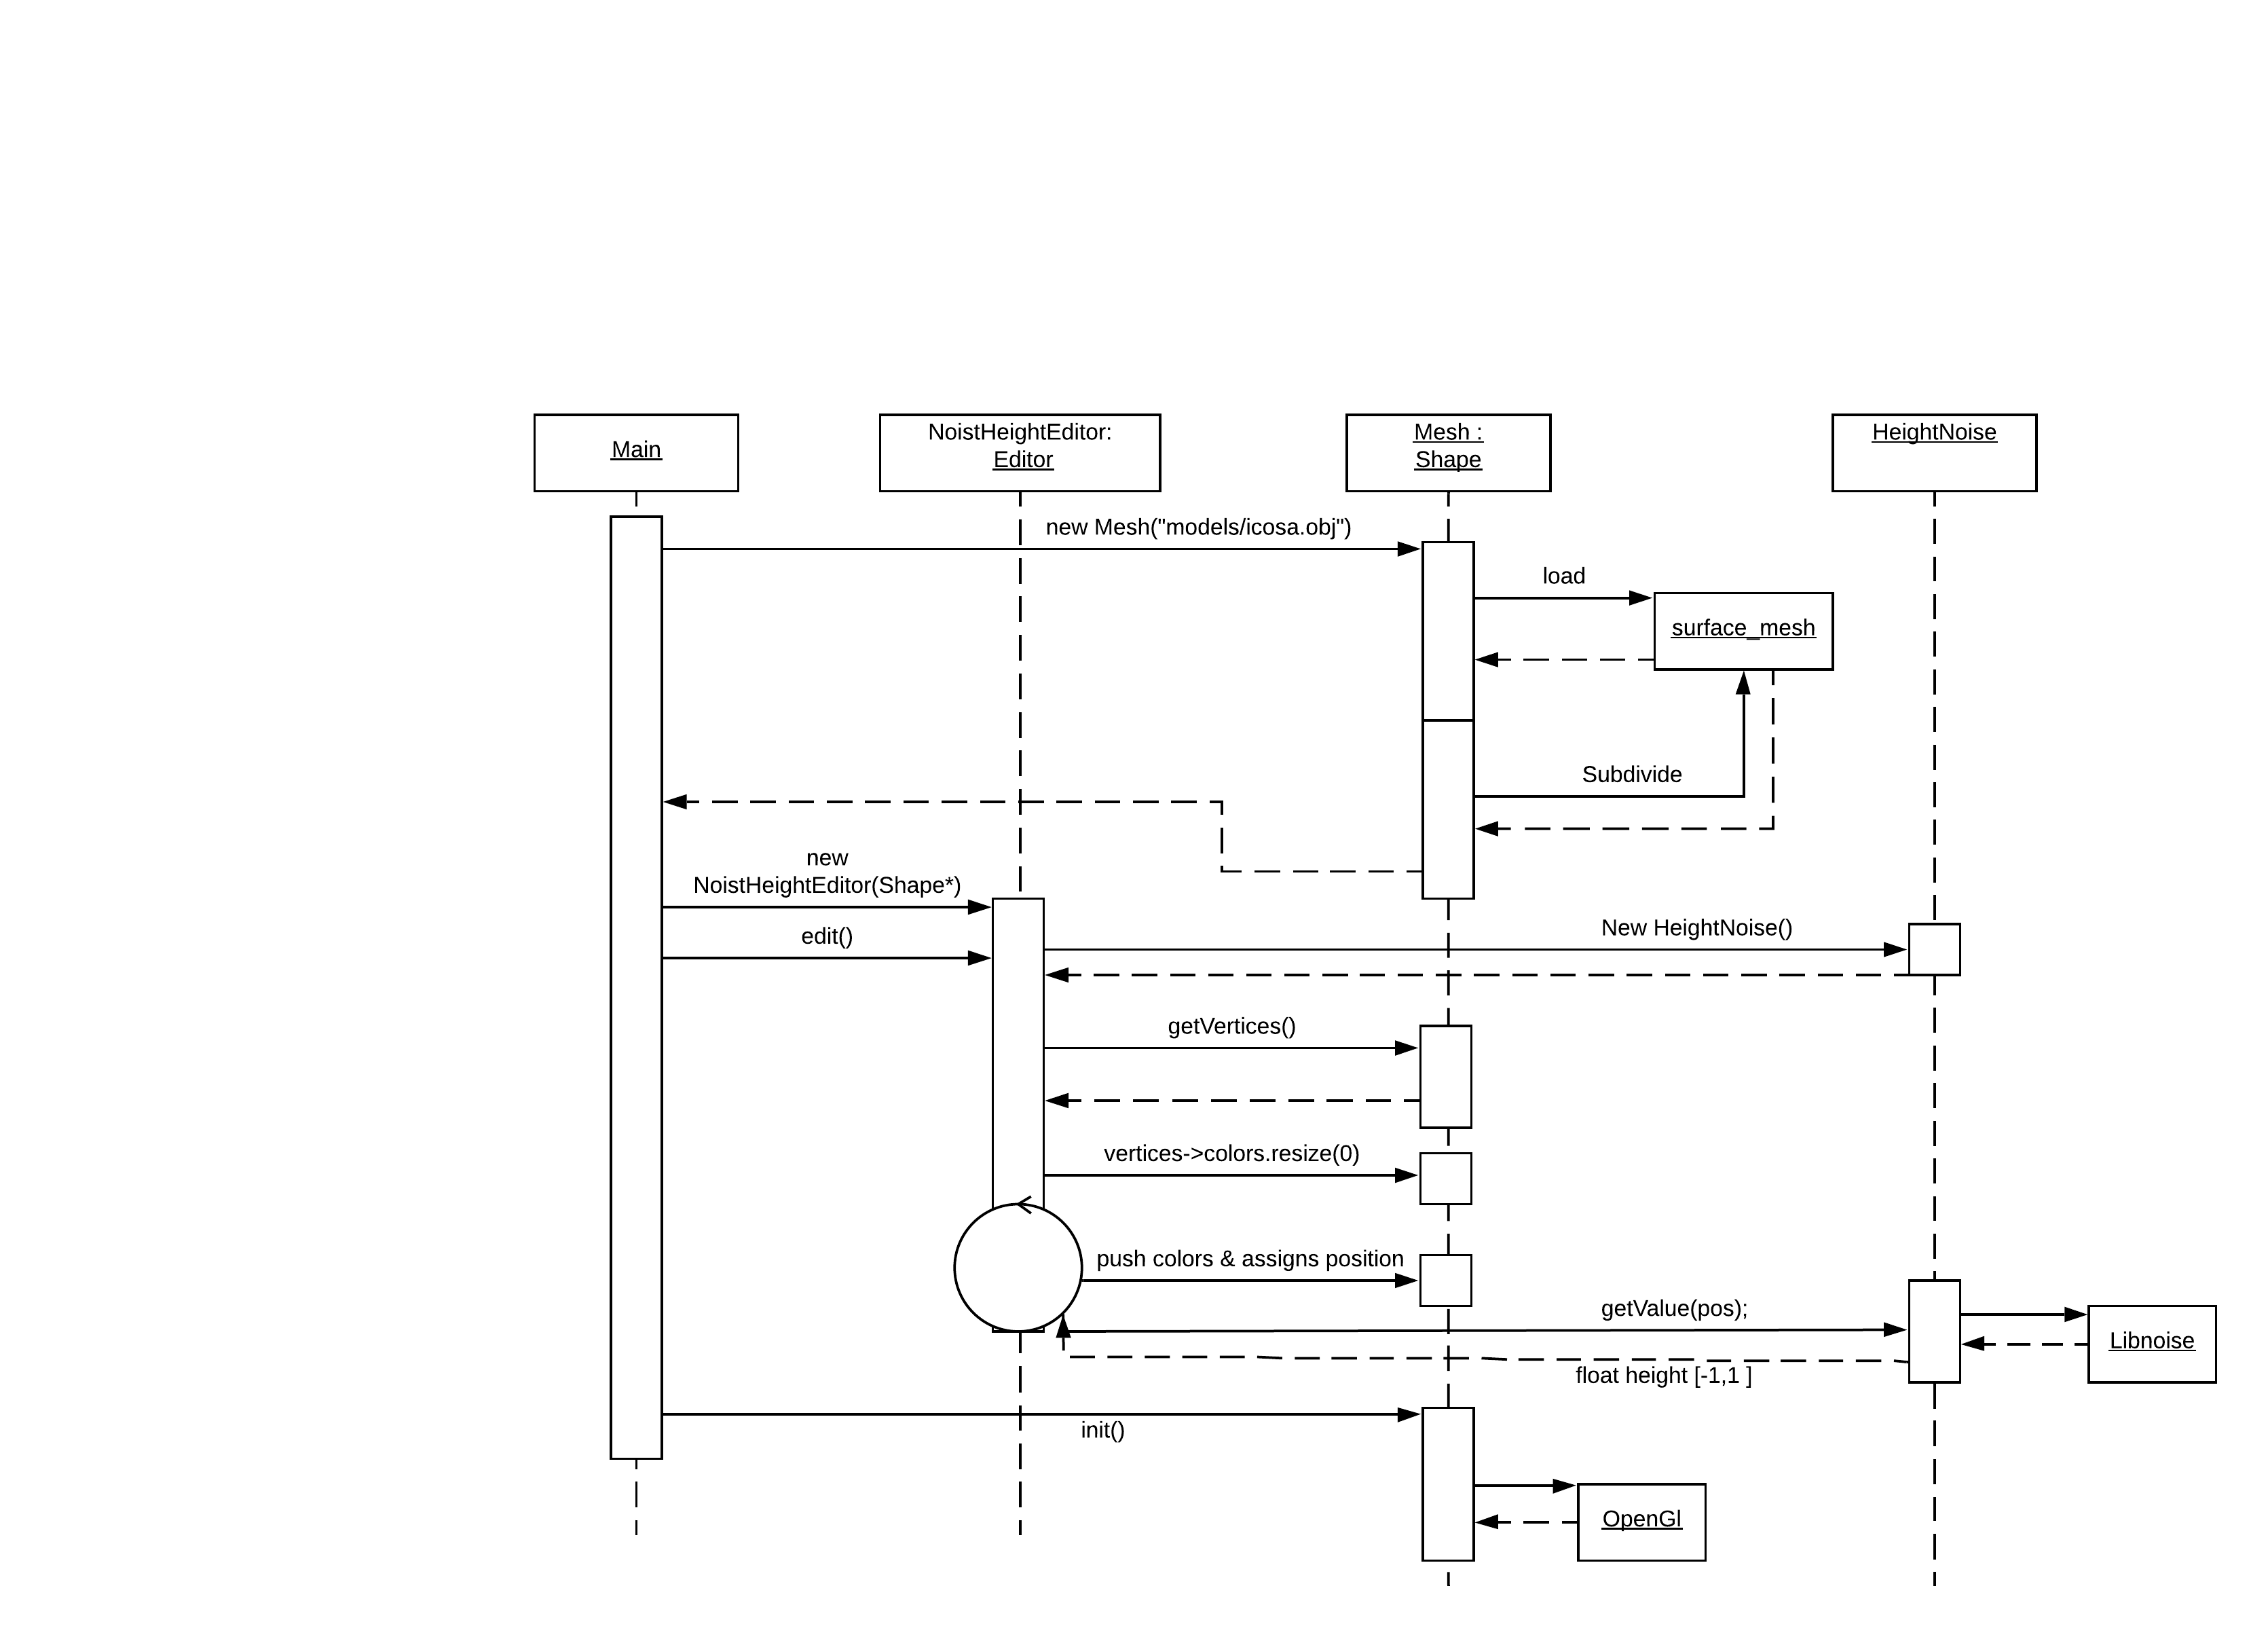 Main
NoistHeightEditor:
Editor
Mesh :
Shape
HeightNoise
new Mesh("models/icosa.obj")
load
surface_mesh
Subdivide
new
NoistHeightEditor(Shape*)
edit()
New HeightNoise()
getVertices()
vertices->colors.resize(0)
push colors & assigns position
getValue(pos);
Libnoise
float height [-1,1 ]
init()
OpenGl